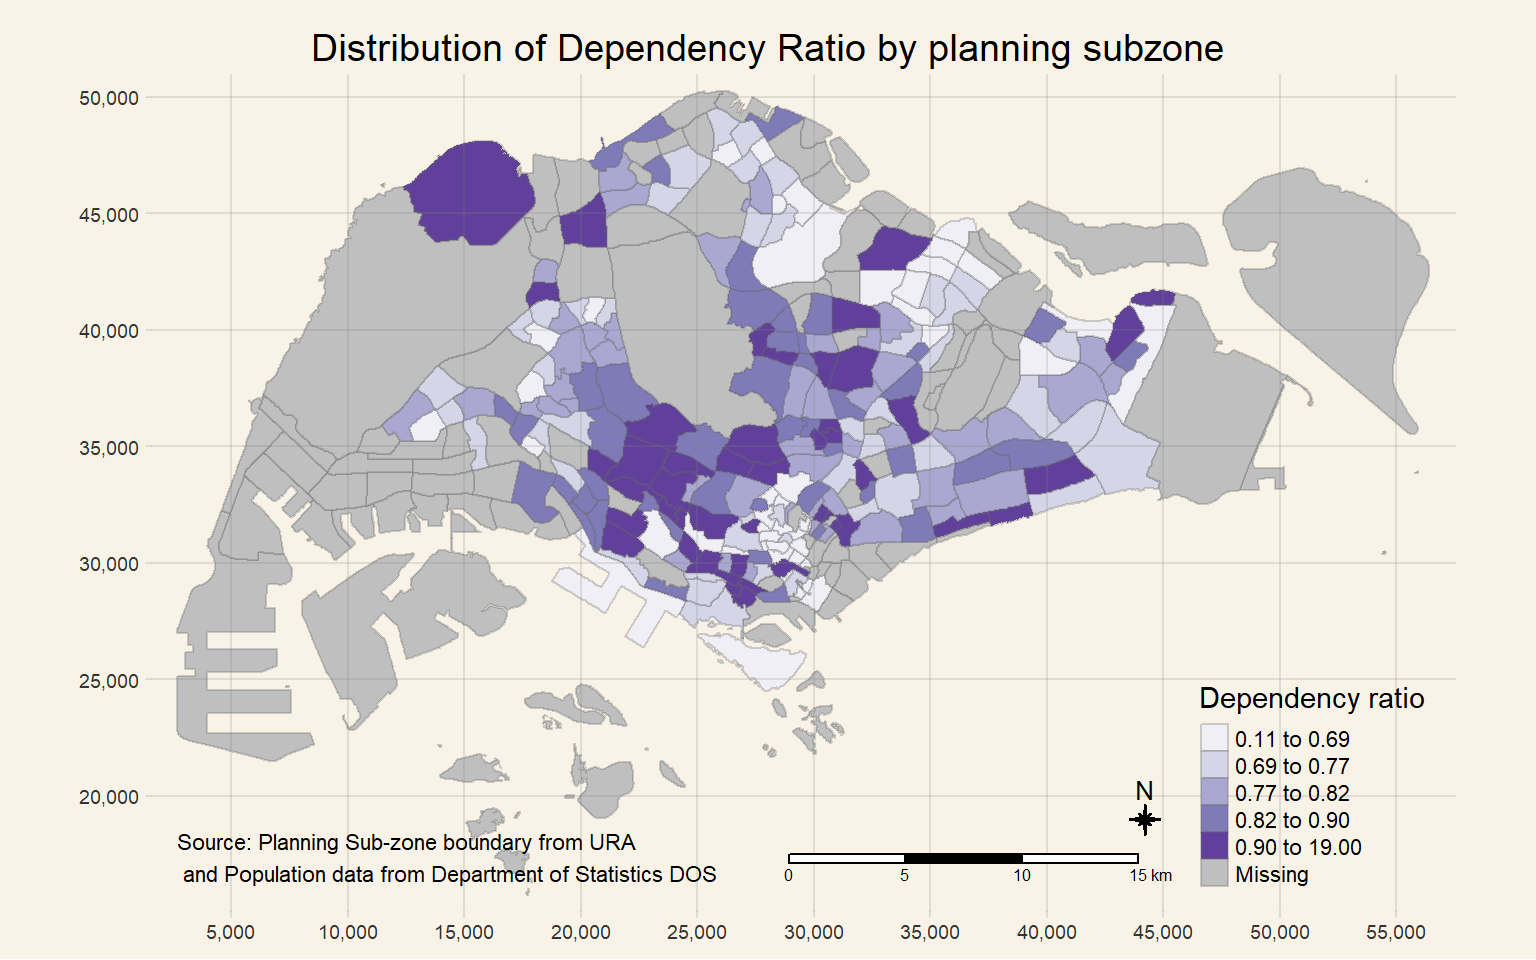 Distribution of Dependency Ratio by planning subzone
50,000
45,000
40,000
35,000
30,000
25,000
20,000
Dependency ratio
0.11 to 0.69
0.69 to 0.77
0.77 to 0.82
0.82 to 0.90
0.90 to 19.00
Missing
N
Source: Planning Sub-zone boundary from URA
and Population data from Department of Statistics DOS
0 5 10 15 km
5,000 10,000 15,000 20,000 25,000 30,000 35,000 40,000 45,000 50,000 55,000